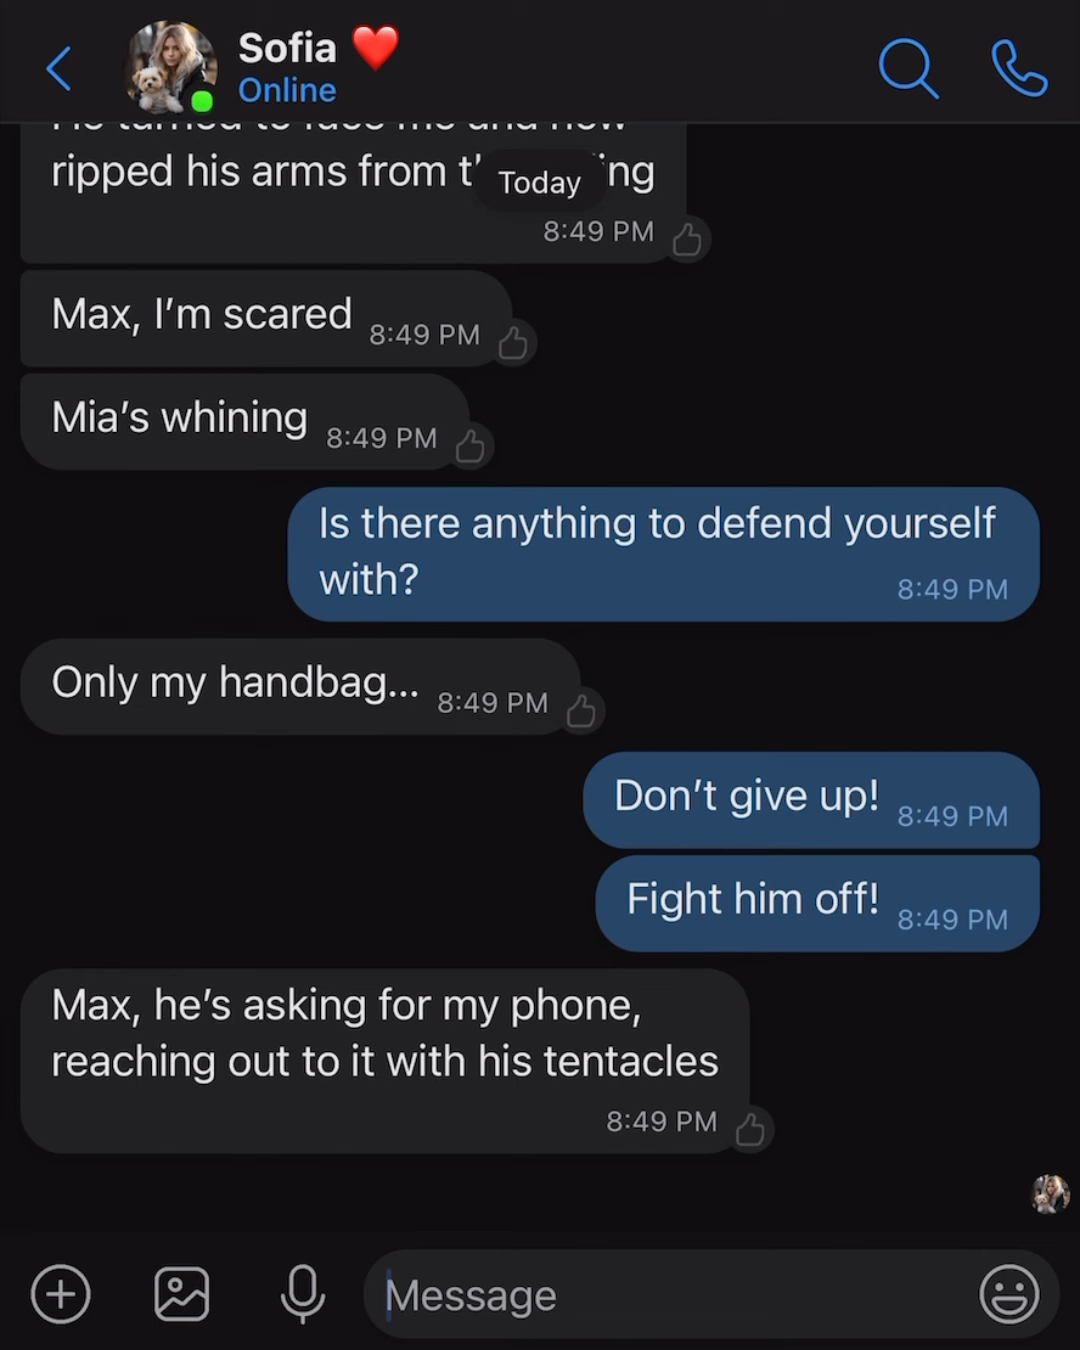 Sofia ❤️
Online
ripped his arms from
Today
8:49 PM
Max, I'm scared
8:49 PM
Mia's whining
8:49 PM
Is there anything to defend yourself
with?
8:49 PM
Only my handbag...
8:49 PM
Don't give up!
8:49 PM
Fight him off!
8:49 PM
Max, he's asking for my phone,
reaching out to it with his tentacles
8:49 PM
Message